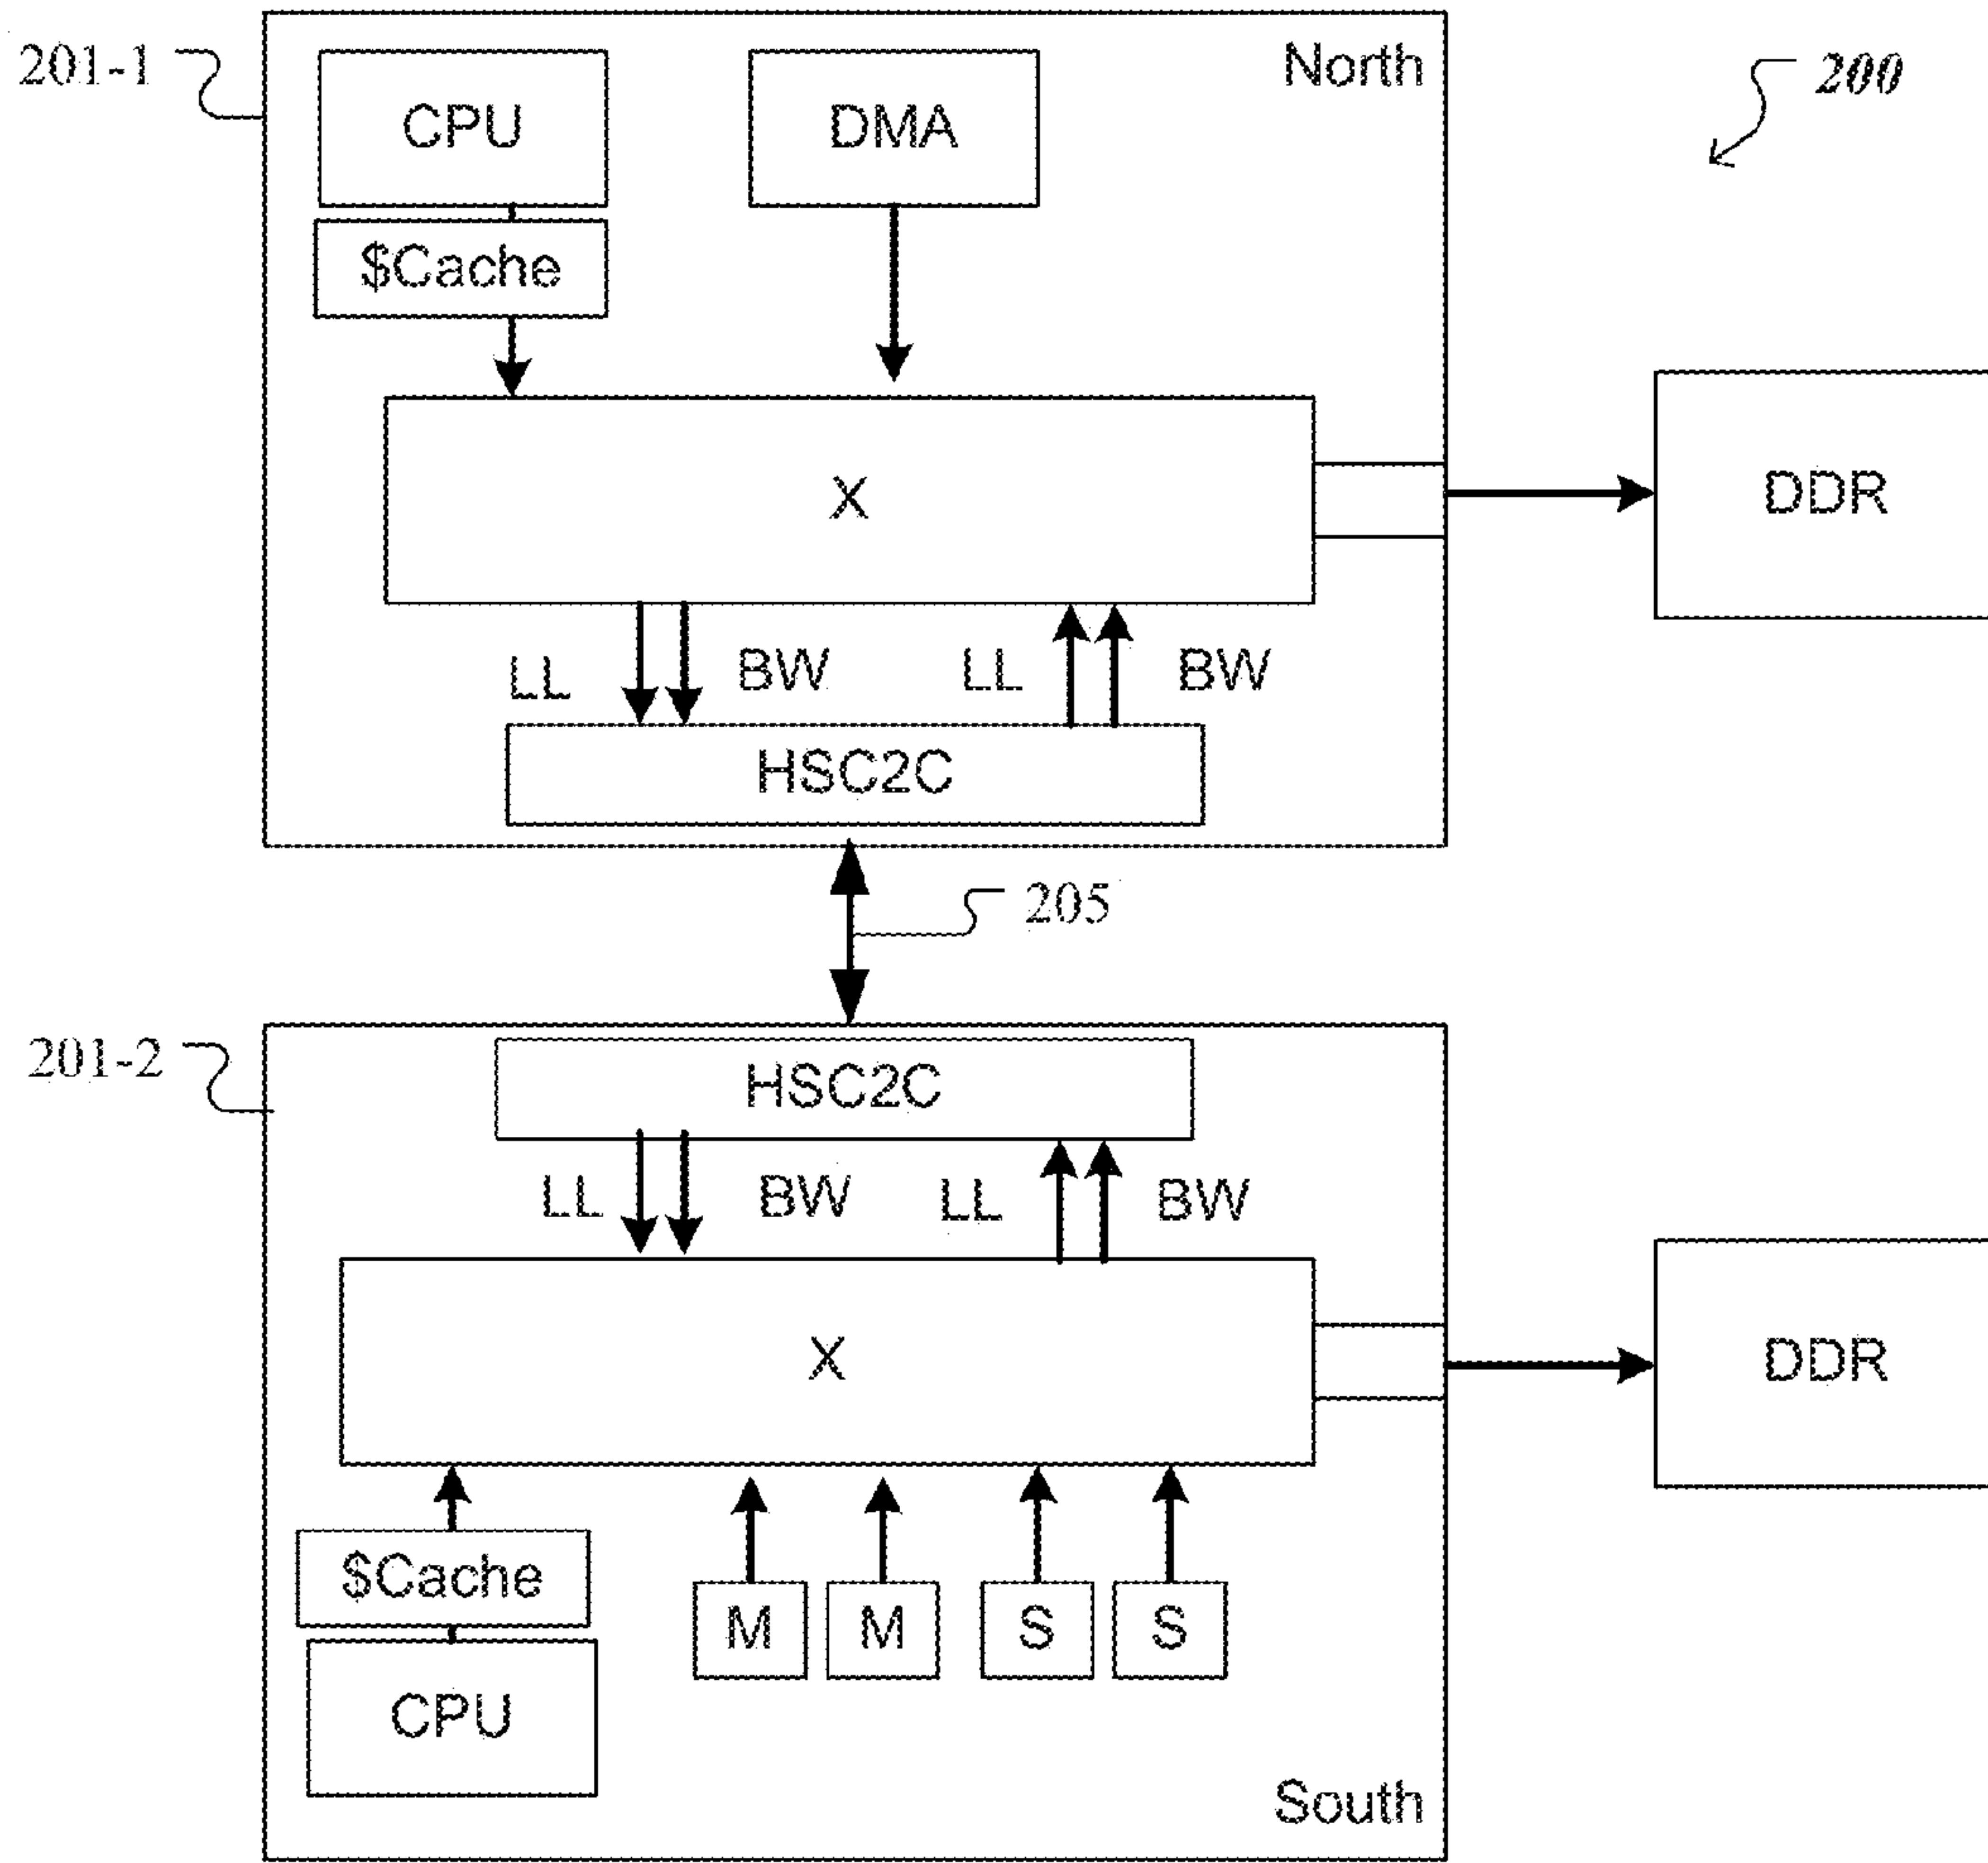 201-1
North
200
CPU
DMA
$Cache
X
DDR
LL
BW
LL
BW
HSC2C
205
201-2
HSC2C
LL
BW
LL
BW
X
DDR
$Cache
M
M
S
S
CPU
South